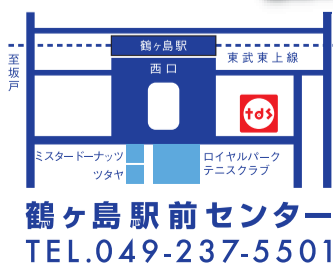 鶴ヶ島駅
至坂戸
東武東上線
西口
tds
ミスタードーナッツ
ツタヤ
ロイヤルパーク
テニスクラブ
鶴ヶ島駅前センター
TEL.049-237-5501